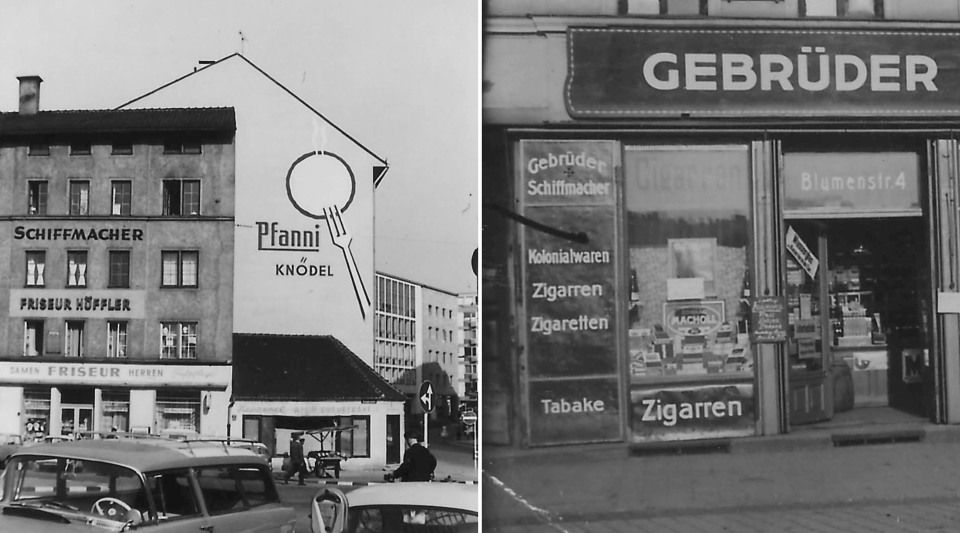 SCHIFFMACHER
FRISEUR HÖFFLER
DAMEN FRISEUR HERREN
Pfanni
KNÖDEL
GEBRÜDER
Gebrüder
Schiffmacher
Kolonialwaren
Zigarren
Zigaretten
Tabake
Cigarren
MACHOLL
Zigarren
Blumenstr. 4